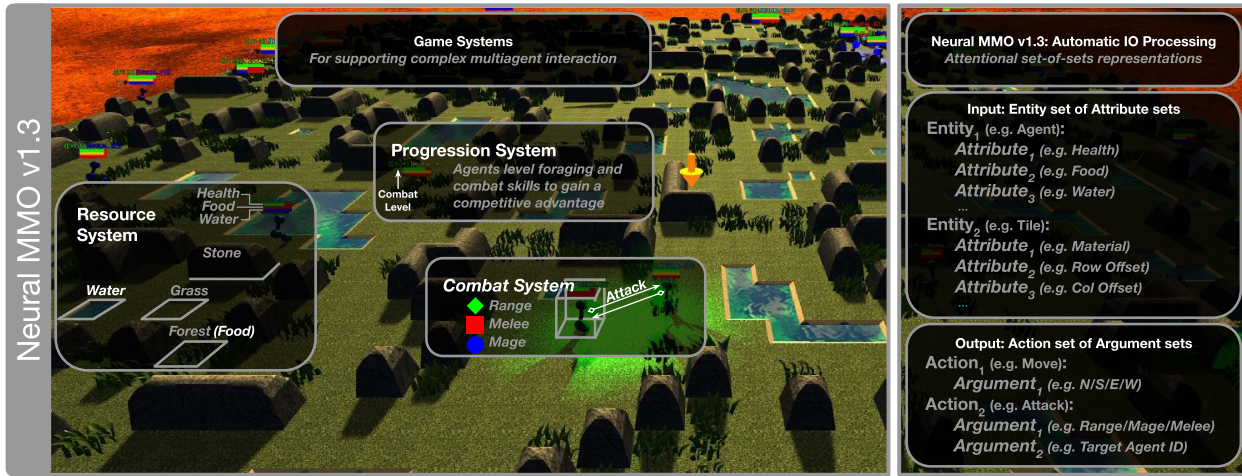 Neural MMO v1.3
Game Systems
For supporting complex multiagent interaction
Progression System
Combat
Level
Agents level foraging and
combat skills to gain a
competitive advantage
Resource
System
Health
Food
Water
Stone
Water
Grass
Forest (Food)
Combat System
Range
Melee
Mage
Attack
Neural MMO v1.3: Automatic IO Processing
Attentional set-of-sets representations
Input: Entity set of Attribute sets
Entity1 (e.g. Agent):
Attribute1 (e.g. Health)
Attribute2 (e.g. Food)
Attribute3 (e.g. Water)
...
Entity2 (e.g. Tile):
Attribute1 (e.g. Material)
Attribute2 (e.g. Row Offset)
Attribute3 (e.g. Col Offset)
...
Output: Action set of Argument sets
Action1 (e.g. Move):
Argument1 (e.g. N/S/E/W)
Action2 (e.g. Attack):
Argument1 (e.g. Range/Mage/Melee)
Argument2 (e.g. Target Agent ID)